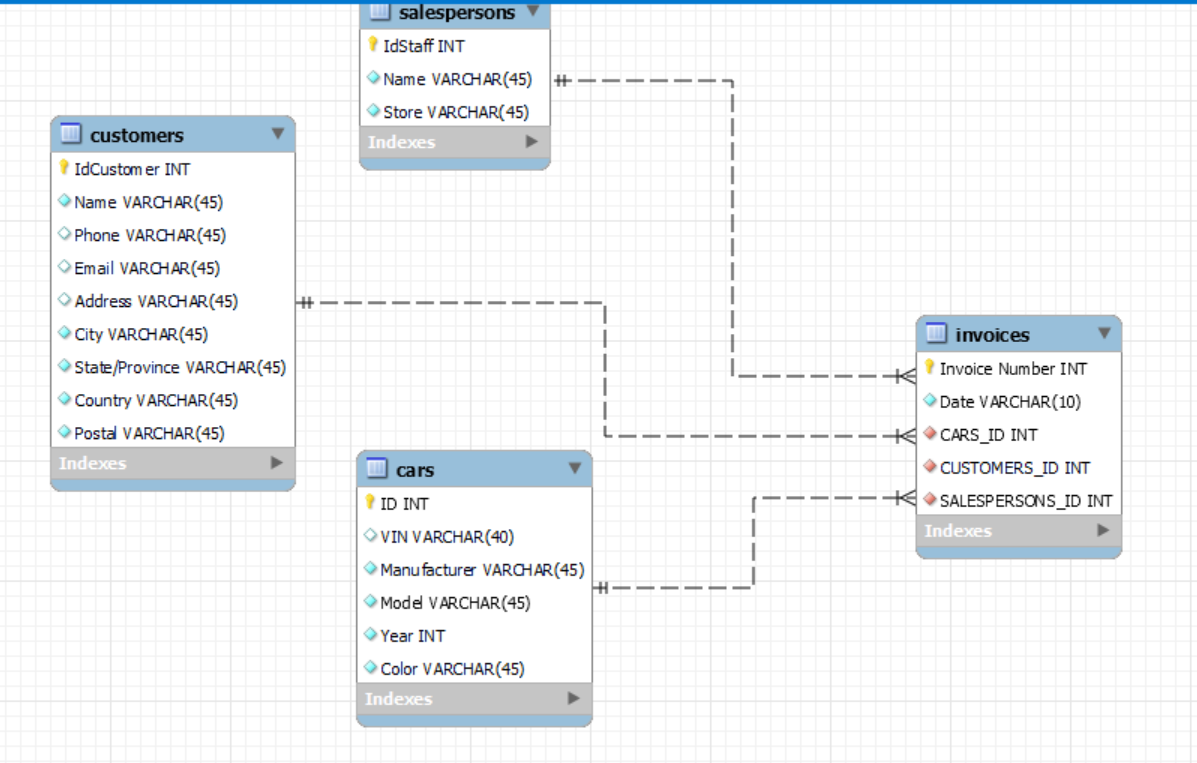 salespersons
IdStaff INT
Name VARCHAR(45)
Store VARCHAR(45)
Indexes
customers
IdCustomer INT
Name VARCHAR(45)
Phone VARCHAR(45)
Email VARCHAR(45)
Address VARCHAR(45)
City VARCHAR(45)
State/Province VARCHAR(45)
Country VARCHAR(45)
Postal VARCHAR(45)
Indexes
cars
ID INT
VIN VARCHAR(40)
Manufacturer VARCHAR(45)
Model VARCHAR(45)
Year INT
Color VARCHAR(45)
Indexes
invoices
Invoice Number INT
Date VARCHAR(10)
CARS_ID INT
CUSTOMERS_ID INT
SALESPERSONS_ID INT
Indexes